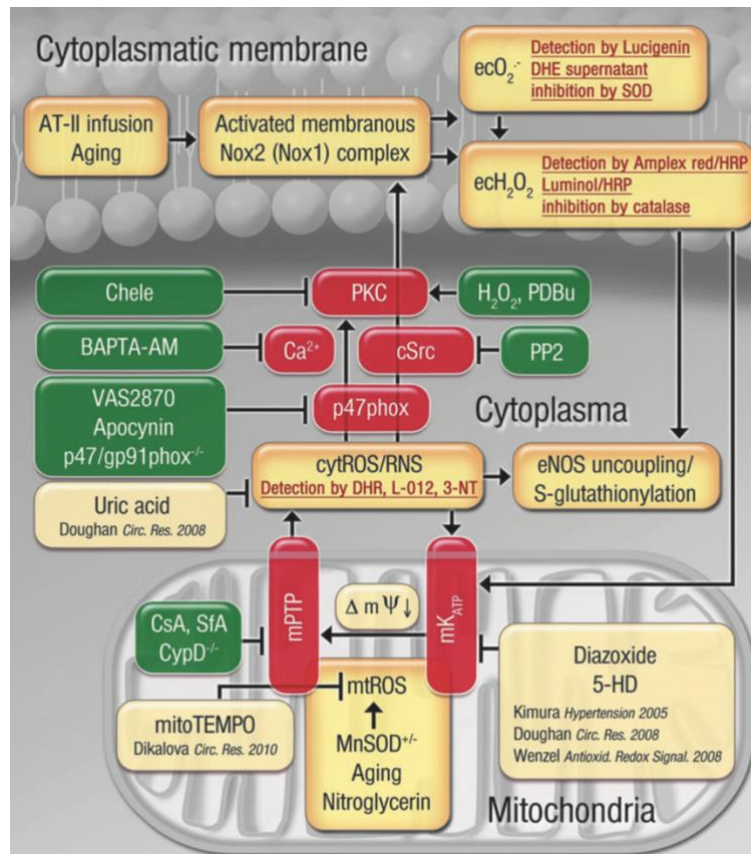 Cytoplasmatic membrane
ecO₂·⁻
Detection by Lucigenin
DHE supernatant
inhibition by SOD
AT-II infusion
Aging
Activated membranous
Nox2 (Nox1) complex
ecH₂O₂
Detection by Amplex red/HRP
Luminol/HRP
inhibition by catalase
Chele
PKC
H₂O₂, PDBu
BAPTA-AM
Ca²⁺
cSrc
PP2
VAS2870
Apocynin
p47/gp91phox⁻/⁻
p47phox
Cytoplasma
cytROS/RNS
Detection by DHR, L-012, 3-NT
eNOS uncoupling/
S-glutathionylation
Uric acid
Doughan Circ. Res. 2008
mPTP
Δ m Ψ ↓
mK_ATP
CsA, SfA
CypD⁻/⁻
Diazoxide
5-HD
Kimura Hypertension 2005
Doughan Circ. Res. 2008
Wenzel Antioxid. Redox Signal. 2008
mtROS
mitoTEMPO
Dikalova Circ. Res. 2010
MnSOD⁺/⁻
Aging
Nitroglycerin
Mitochondria